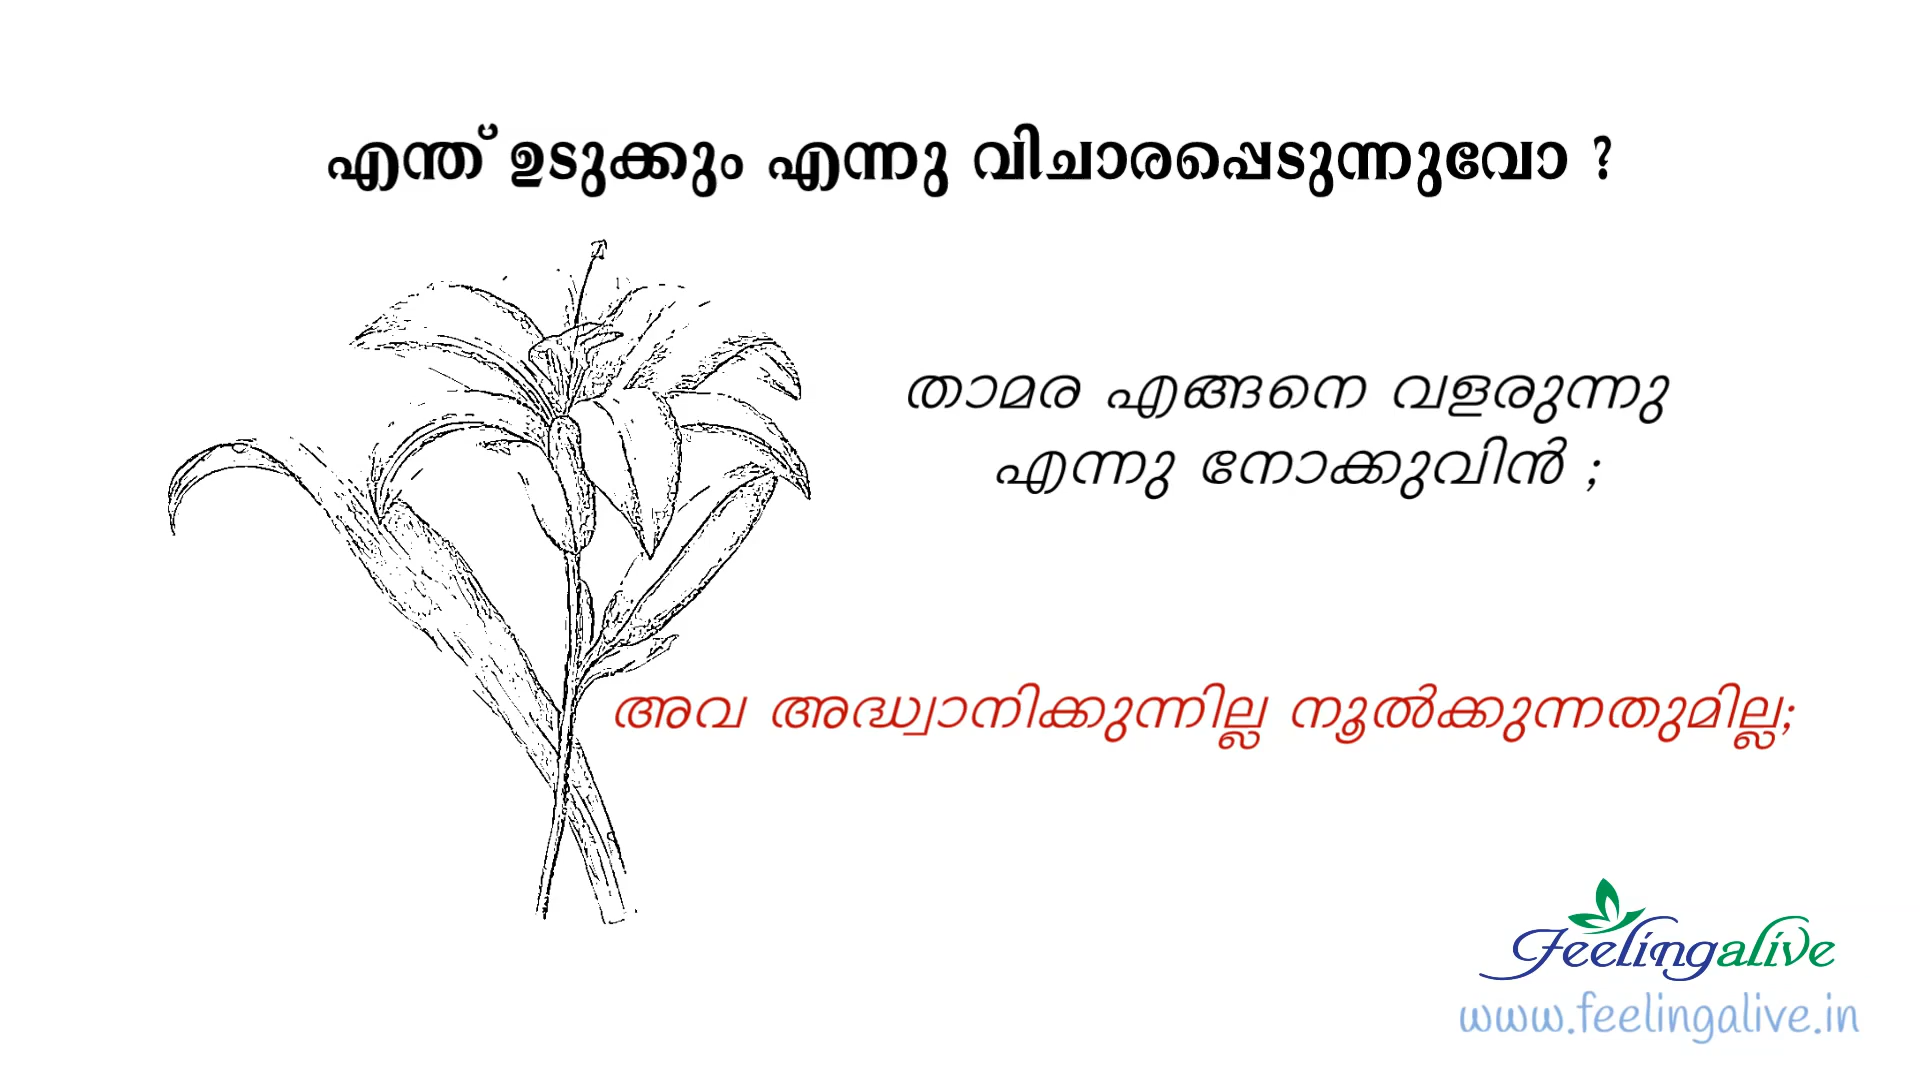 എന്ത് ഉടുക്കും എന്നു വിചാരപ്പെടുന്നുവോ ?
താമര എങ്ങനെ വളരുന്നു
എന്നു നോക്കുവിൻ ;
അവ അദ്ധ്വാനിക്കുന്നില്ല നൂൽക്കുന്നതുമില്ല;
Feelingalive
www.feelingalive.in